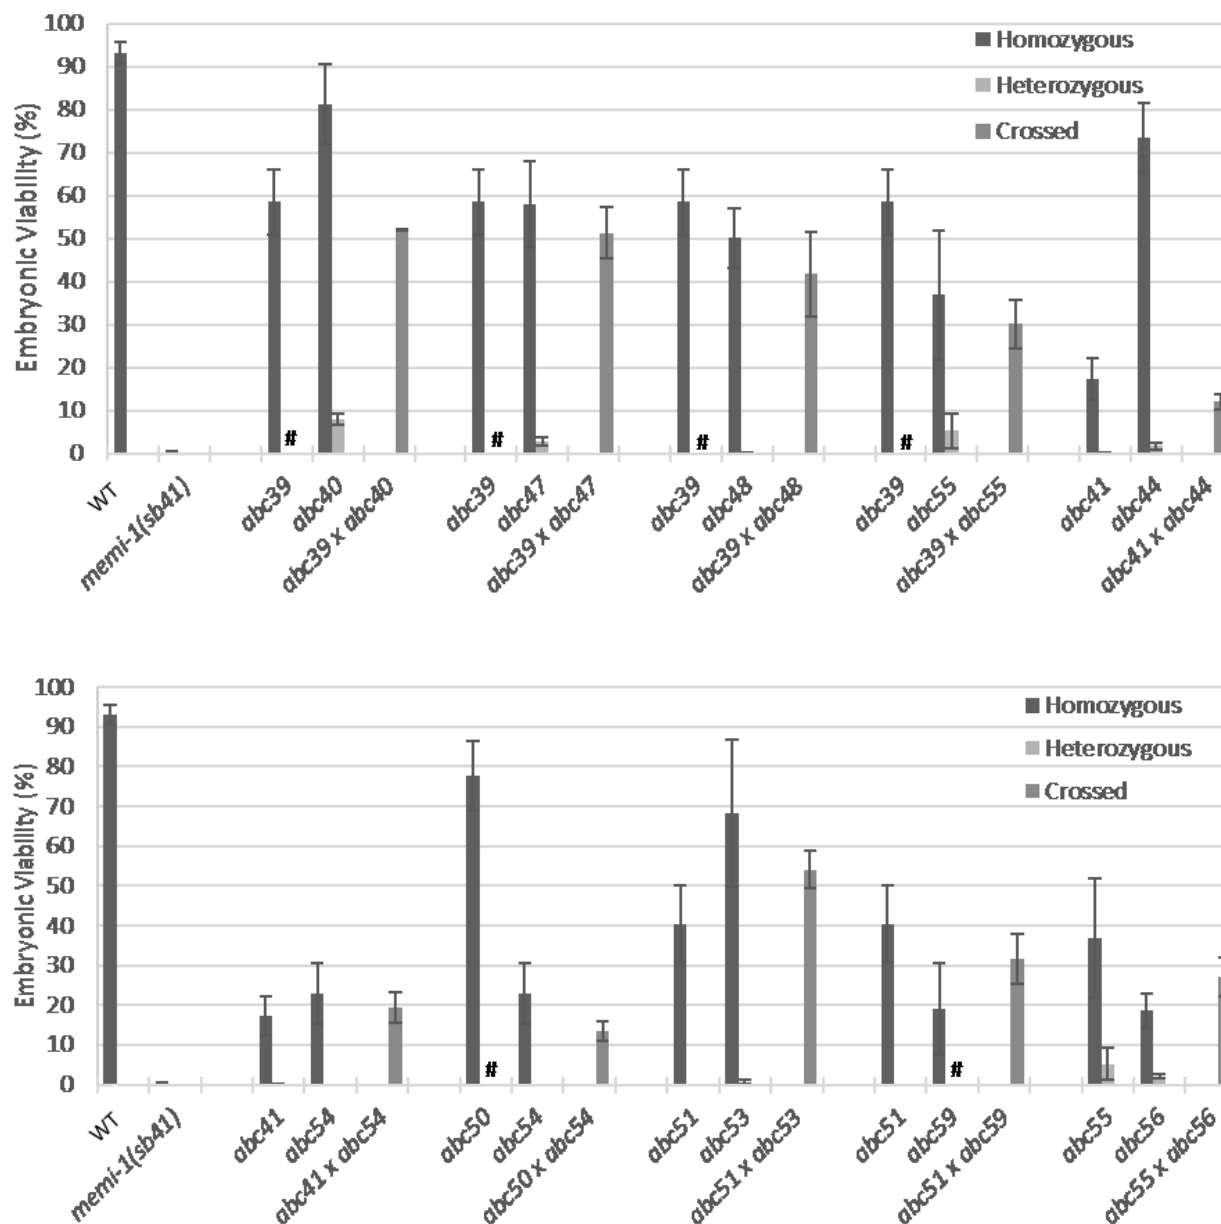 100
90
80
70
60
50
40
30
20
10
0
Embryonic Viability (%)
Homozygous
Heterozygous
Crossed
# # # #
WT
memi-1(sb41)
abc39
abc40
abc39 x abc40
abc39
abc47
abc39 x abc47
abc39
abc48
abc39 x abc48
abc39
abc55
abc39 x abc55
abc41
abc44
abc41 x abc44
100
90
80
70
60
50
40
30
20
10
0
Embryonic Viability (%)
Homozygous
Heterozygous
Crossed
# #
WT
memi-1(sb41)
abc41
abc54
abc41 x abc54
abc50
abc54
abc50 x abc54
abc51
abc53
abc51 x abc53
abc51
abc59
abc51 x abc59
abc55
abc56
abc55 x abc56